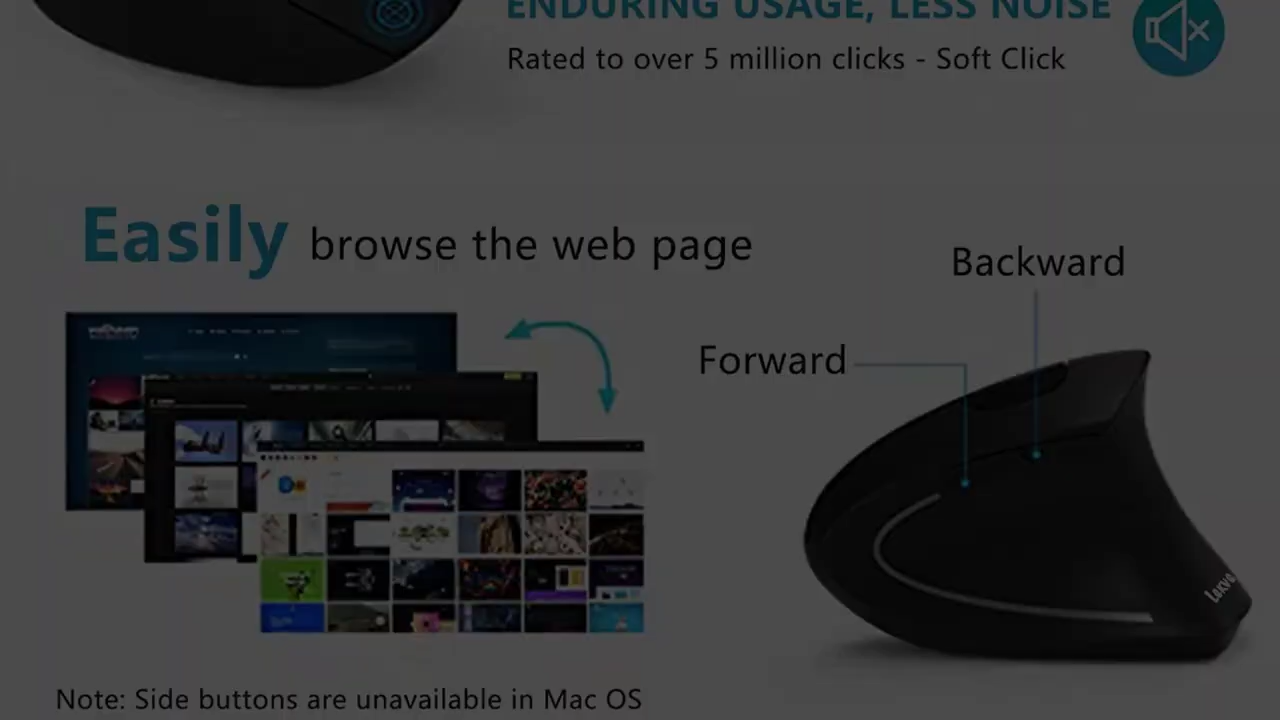 ENDURING USAGE, LESS NOISE
Rated to over 5 million clicks - Soft Click
Easily browse the web page
Backward
Forward
Note: Side buttons are unavailable in Mac OS